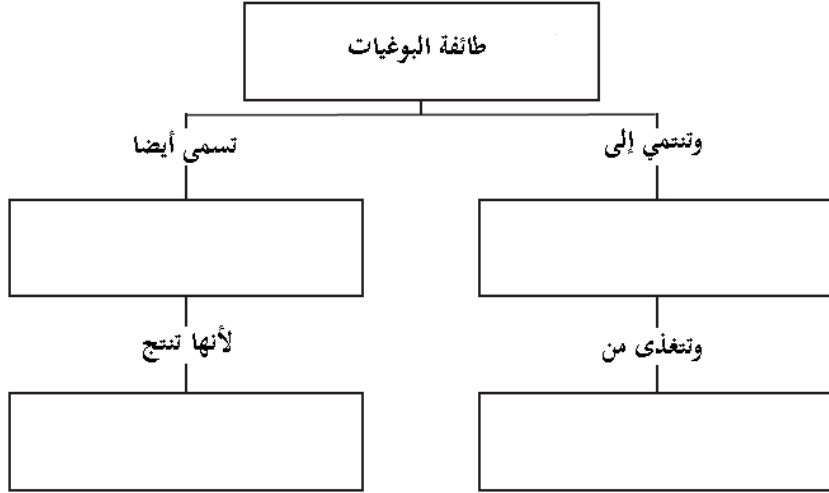 طائفة البوغيات
وتنتمي إلى
تسمى أيضا
وتتغذى من
لأنها تنتج